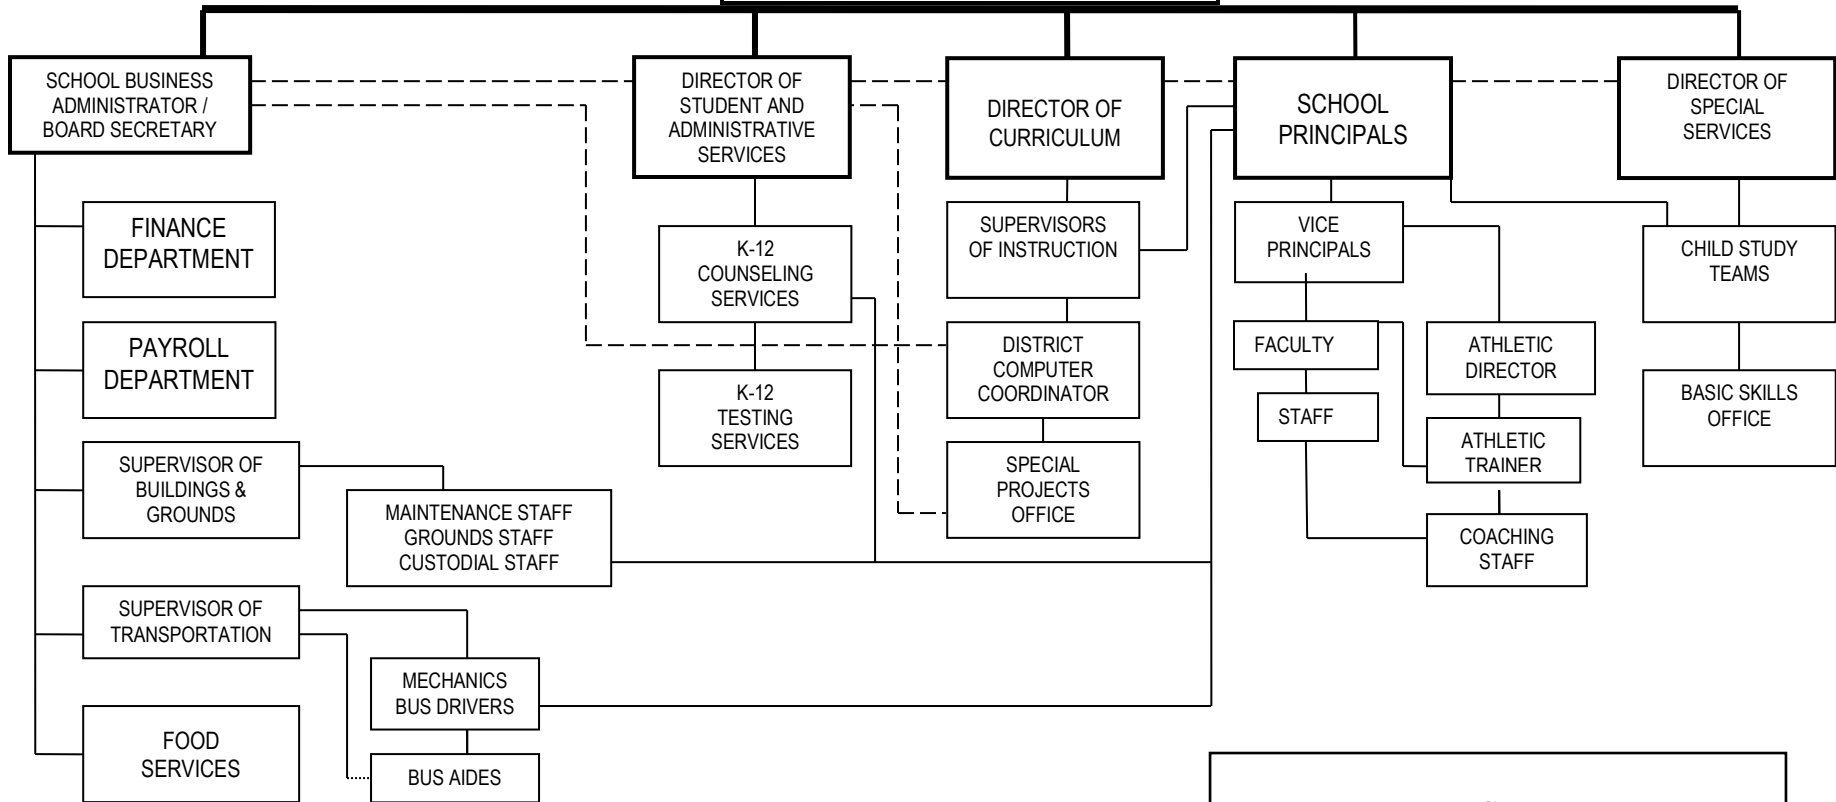 SCHOOL BUSINESS
ADMINISTRATOR /
BOARD SECRETARY
DIRECTOR OF
STUDENT AND
ADMINISTRATIVE
SERVICES
DIRECTOR OF
CURRICULUM
SCHOOL
PRINCIPALS
DIRECTOR OF
SPECIAL
SERVICES
FINANCE
DEPARTMENT
PAYROLL
DEPARTMENT
SUPERVISOR OF
BUILDINGS &
GROUNDS
MAINTENANCE STAFF
GROUNDS STAFF
CUSTODIAL STAFF
SUPERVISOR OF
TRANSPORTATION
MECHANICS
BUS DRIVERS
BUS AIDES
FOOD
SERVICES
K-12
COUNSELING
SERVICES
K-12
TESTING
SERVICES
SUPERVISORS
OF INSTRUCTION
DISTRICT
COMPUTER
COORDINATOR
SPECIAL
PROJECTS
OFFICE
VICE
PRINCIPALS
FACULTY
STAFF
ATHLETIC
DIRECTOR
ATHLETIC
TRAINER
COACHING
STAFF
CHILD STUDY
TEAMS
BASIC SKILLS
OFFICE